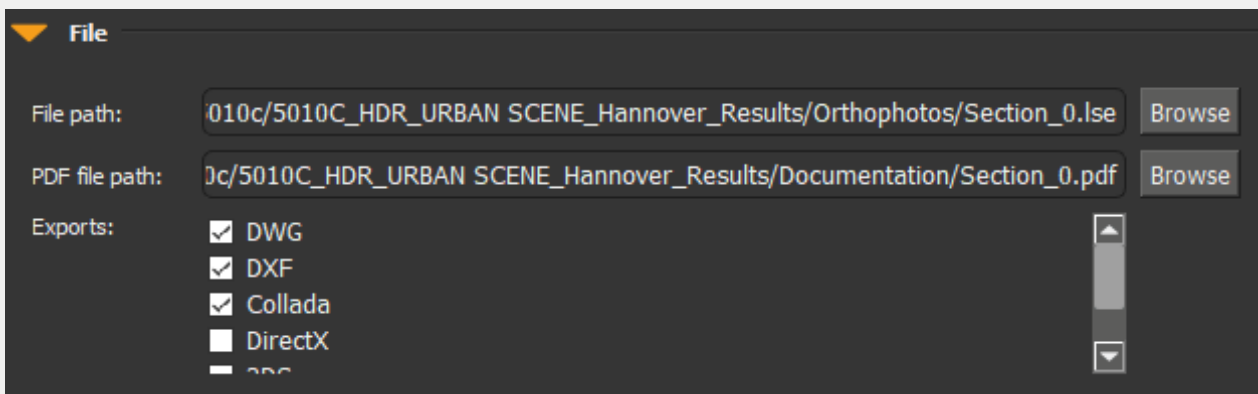 File
File path: 010c/5010C_HDR_URBAN SCENE_Hannover_Results/Orthophotos/Section_0.lse Browse
PDF file path: 0c/5010C_HDR_URBAN SCENE_Hannover_Results/Documentation/Section_0.pdf Browse
Exports:
DWG
DXF
Collada
DirectX